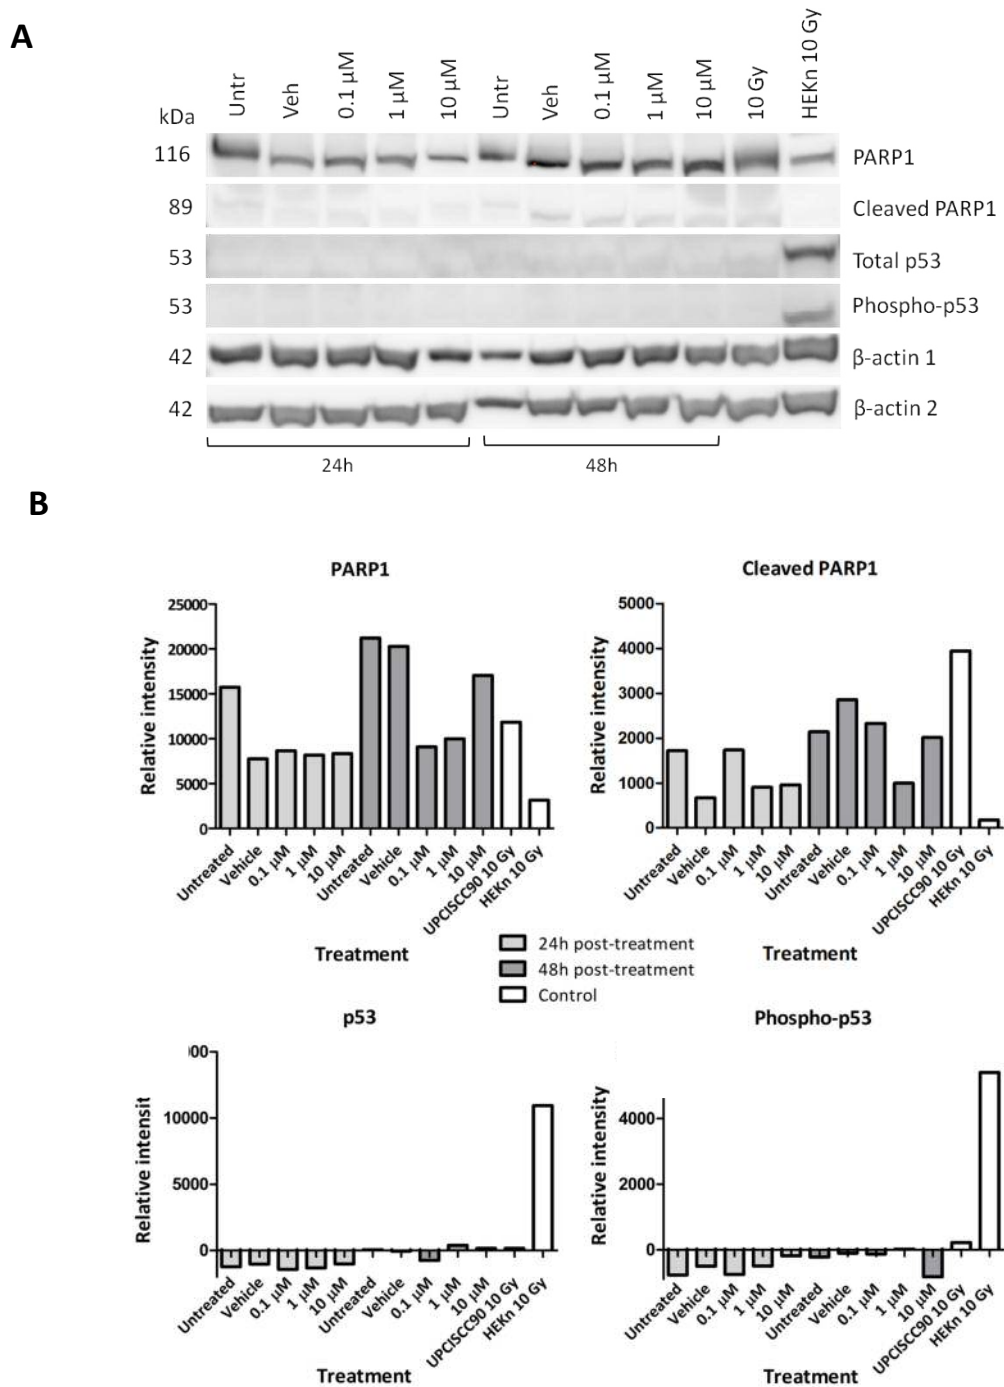 A
Untr Veh 0.1 µM 1 µM 10 µM Untr Veh 0.1 µM 1 µM 10 µM 10 Gy HEKn 10 Gy
kDa
116 PARP1
89 Cleaved PARP1
53 Total p53
53 Phospho-p53
42 β-actin 1
42 β-actin 2
24h 48h
B
PARP1
Relative intensity
25000
20000
15000
10000
5000
0
Untreated Vehicle 0.1 µM 1 µM 10 µM Untreated Vehicle 0.1 µM 1 µM 10 µM UPCISCC90 10 Gy HEKn 10 Gy
Treatment
Cleaved PARP1
Relative intensity
5000
4000
3000
2000
1000
0
Untreated Vehicle 0.1 µM 1 µM 10 µM Untreated Vehicle 0.1 µM 1 µM 10 µM UPCISCC90 10 Gy HEKn 10 Gy
Treatment
24h post-treatment
48h post-treatment
Control
p53
Relative intensit
00
10000
5000
0
Untreated Vehicle 0.1 µM 1 µM 10 µM Untreated Vehicle 0.1 µM 1 µM 10 µM UPCISCC90 10 Gy HEKn 10 Gy
Treatment
Phospho-p53
Relative intensity
4000
2000
0
Untreated Vehicle 0.1 µM 1 µM 10 µM Untreated Vehicle 0.1 µM 1 µM 10 µM UPCISCC90 10 Gy HEKn 10 Gy
Treatment